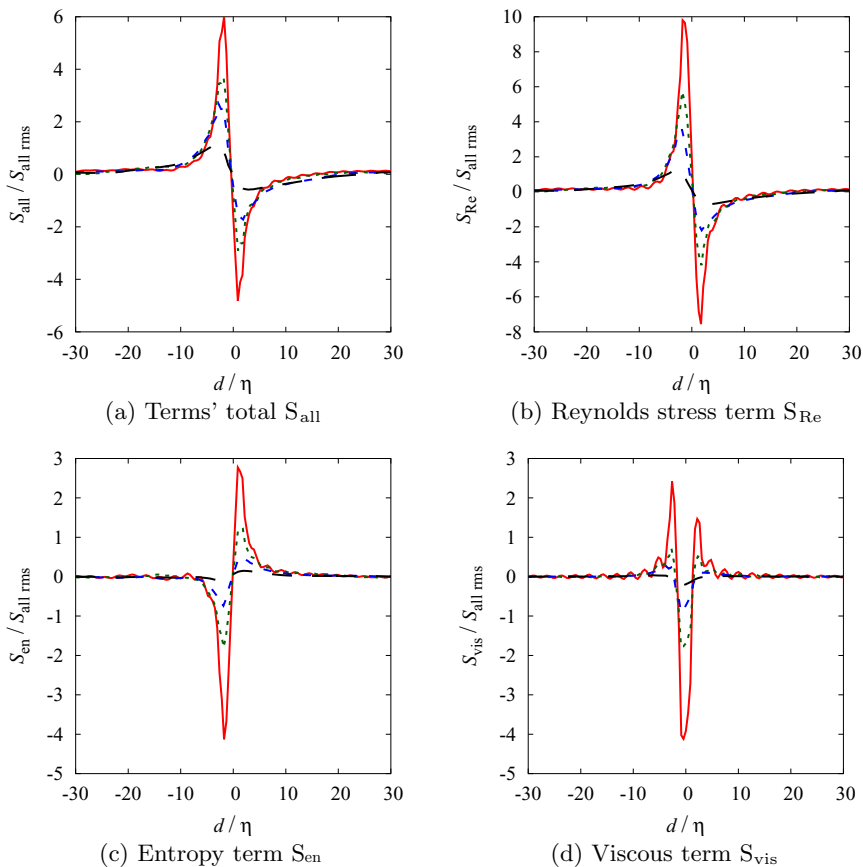 6
4
2
0
-2
-4
6
-30 -20 -10 0 10 20 30
S_all / S_all rms
d / η
(a) Terms' total S_all
10
8
6
4
2
0
-2
-4
-6
-8
-30 -20 -10 0 10 20 30
S_Re / S_all rms
d / η
(b) Reynolds stress term S_Re
3
2
1
0
-1
-2
-3
-4
-5
-30 -20 -10 0 10 20 30
S_en / S_all rms
d / η
(c) Entropy term S_en
3
2
1
0
-1
-2
-3
-4
-5
-30 -20 -10 0 10 20 30
S_vis / S_all rms
d / η
(d) Viscous term S_vis